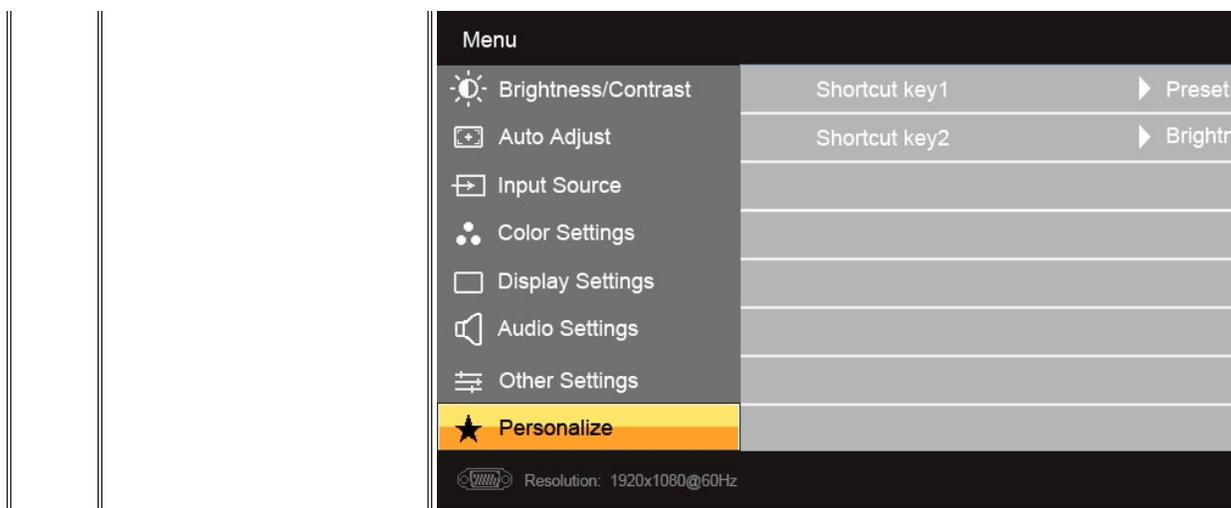 Menu
Brightness/Contrast
Shortcut key1
Preset
Auto Adjust
Shortcut key2
Input Source
Color Settings
Display Settings
Audio Settings
Other Settings
Personalize
Resolution: 1920x1080@60Hz